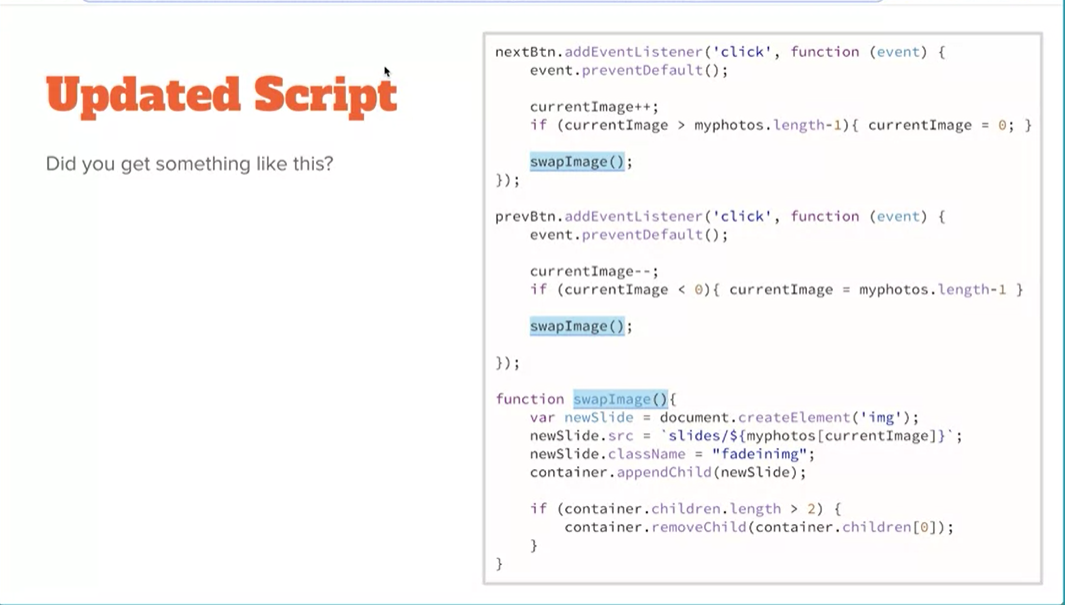 Updated Script
Did you get something like this?
nextBtn.addEventListener('click', function (event) {
    event.preventDefault();
    currentImage++;
    if (currentImage > myphotos.length-1){ currentImage = 0; }
    swapImage();
});
prevBtn.addEventListener('click', function (event) {
    event.preventDefault();
    currentImage--;
    if (currentImage < 0){ currentImage = myphotos.length-1 }
    swapImage();
});
function swapImage(){
    var newSlide = document.createElement('img');
    newSlide.src = `slides/${myphotos[currentImage]}`;
    newSlide.className = "fadeinimg";
    container.appendChild(newSlide);
    if (container.children.length > 2) {
        container.removeChild(container.children[0]);
    }
}